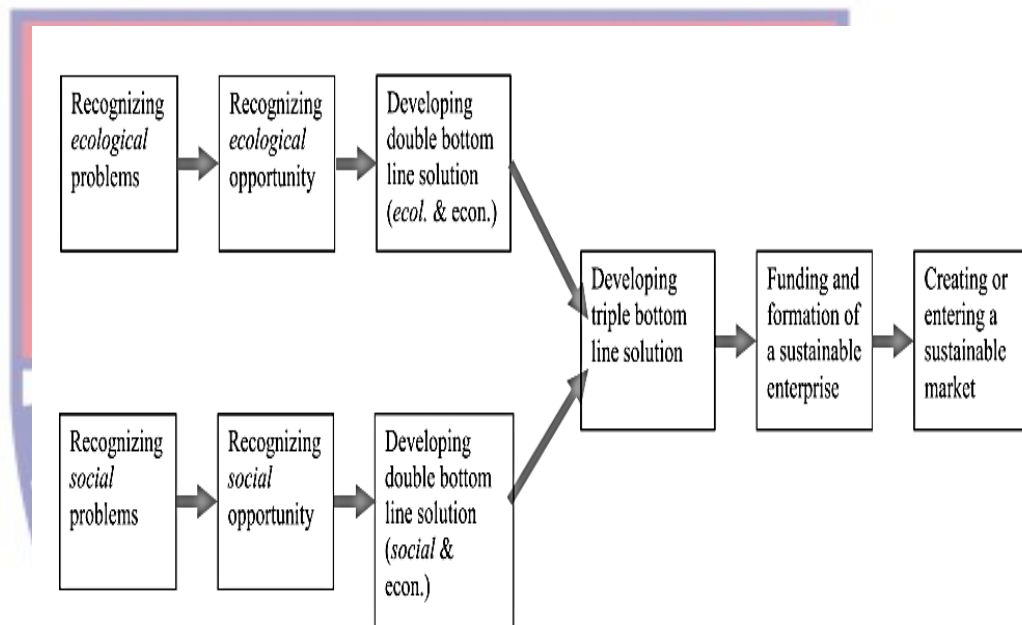 Recognizing
ecological
problems
Recognizing
ecological
opportunity
Developing
double bottom
line solution
(ecol. & econ.)
Developing
triple bottom
line solution
Funding and
formation of
a sustainable
enterprise
Creating or
entering a
sustainable
market
Recognizing
social
problems
Recognizing
social
opportunity
Developing
double bottom
line solution
(social &
econ.)